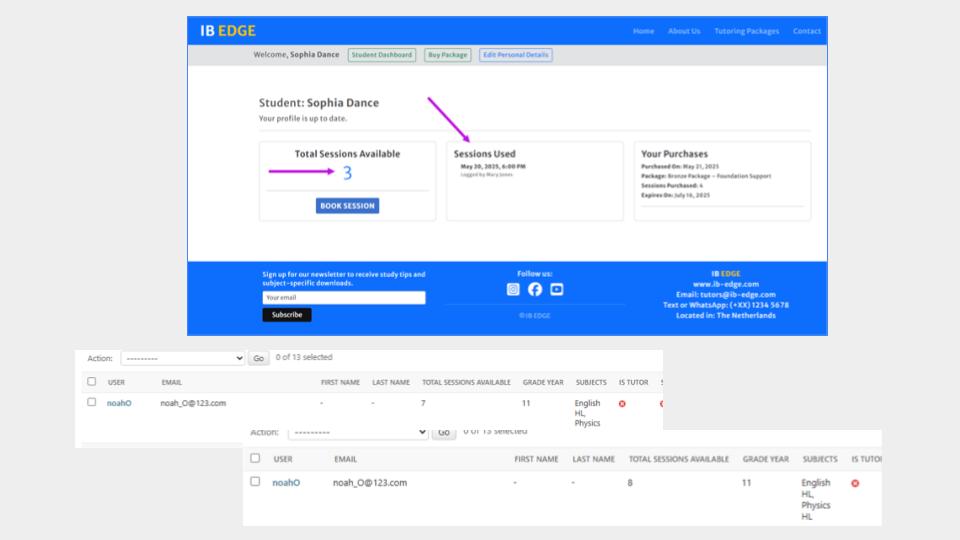 IB EDGE
Home About Us Tutoring Packages Contact
Welcome, Sophia Dance Student Dashboard Buy Package Edit Personal Details
Student: Sophia Dance
Your profile is up to date.
Total Sessions Available
3
BOOK SESSION
Sessions Used
May 20, 2025, 6:00 PM
Logged by Mary Jones
Your Purchases
Purchased On: May 21, 2025
Package: Bronze Package – Foundation Support
Sessions Purchased: 4
Expires On: July 16, 2025
Sign up for our newsletter to receive study tips and
subject-specific downloads.
Your email
Subscribe
Follow us:
© IB EDGE
IB EDGE
www.ib-edge.com
Email: tutors@ib-edge.com
Text or WhatsApp: (+XX) 1234 5678
Located in: The Netherlands
Action: --------- Go 0 of 13 selected
USER EMAIL FIRST NAME LAST NAME TOTAL SESSIONS AVAILABLE GRADE YEAR SUBJECTS IS TUTOR
noahO noah_O@123.com - - 7 11 English
HL,
Physics
Action: --------- Go 0 of 13 selected
USER EMAIL FIRST NAME LAST NAME TOTAL SESSIONS AVAILABLE GRADE YEAR SUBJECTS IS TUTO
noahO noah_O@123.com - - 8 11 English
HL,
Physics
HL